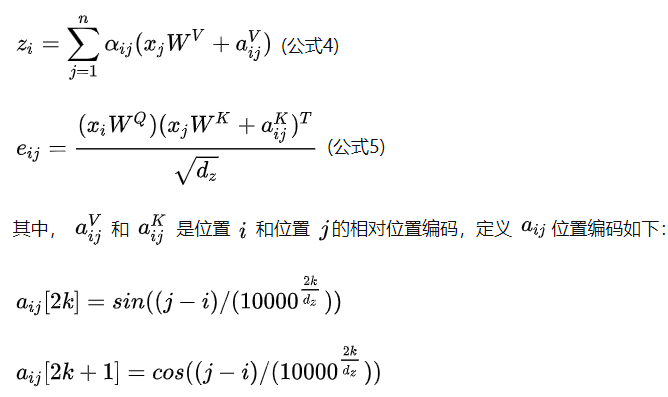 $z_i = \sum_{j=1}^{n} \alpha_{ij}(x_j W^V + a_{ij}^V)$ (公式4)
$e_{ij} = \frac{(x_i W^Q)(x_j W^K + a_{ij}^K)^T}{\sqrt{d_z}}$ (公式5)
其中， $a_{ij}^V$ 和 $a_{ij}^K$ 是位置 $i$ 和位置 $j$的相对位置编码，定义 $a_{ij}$ 位置编码如下：
$a_{ij}[2k] = sin((j-i)/(10000^{\frac{2k}{d_z}}))$
$a_{ij}[2k+1] = cos((j-i)/(10000^{\frac{2k}{d_z}}))$